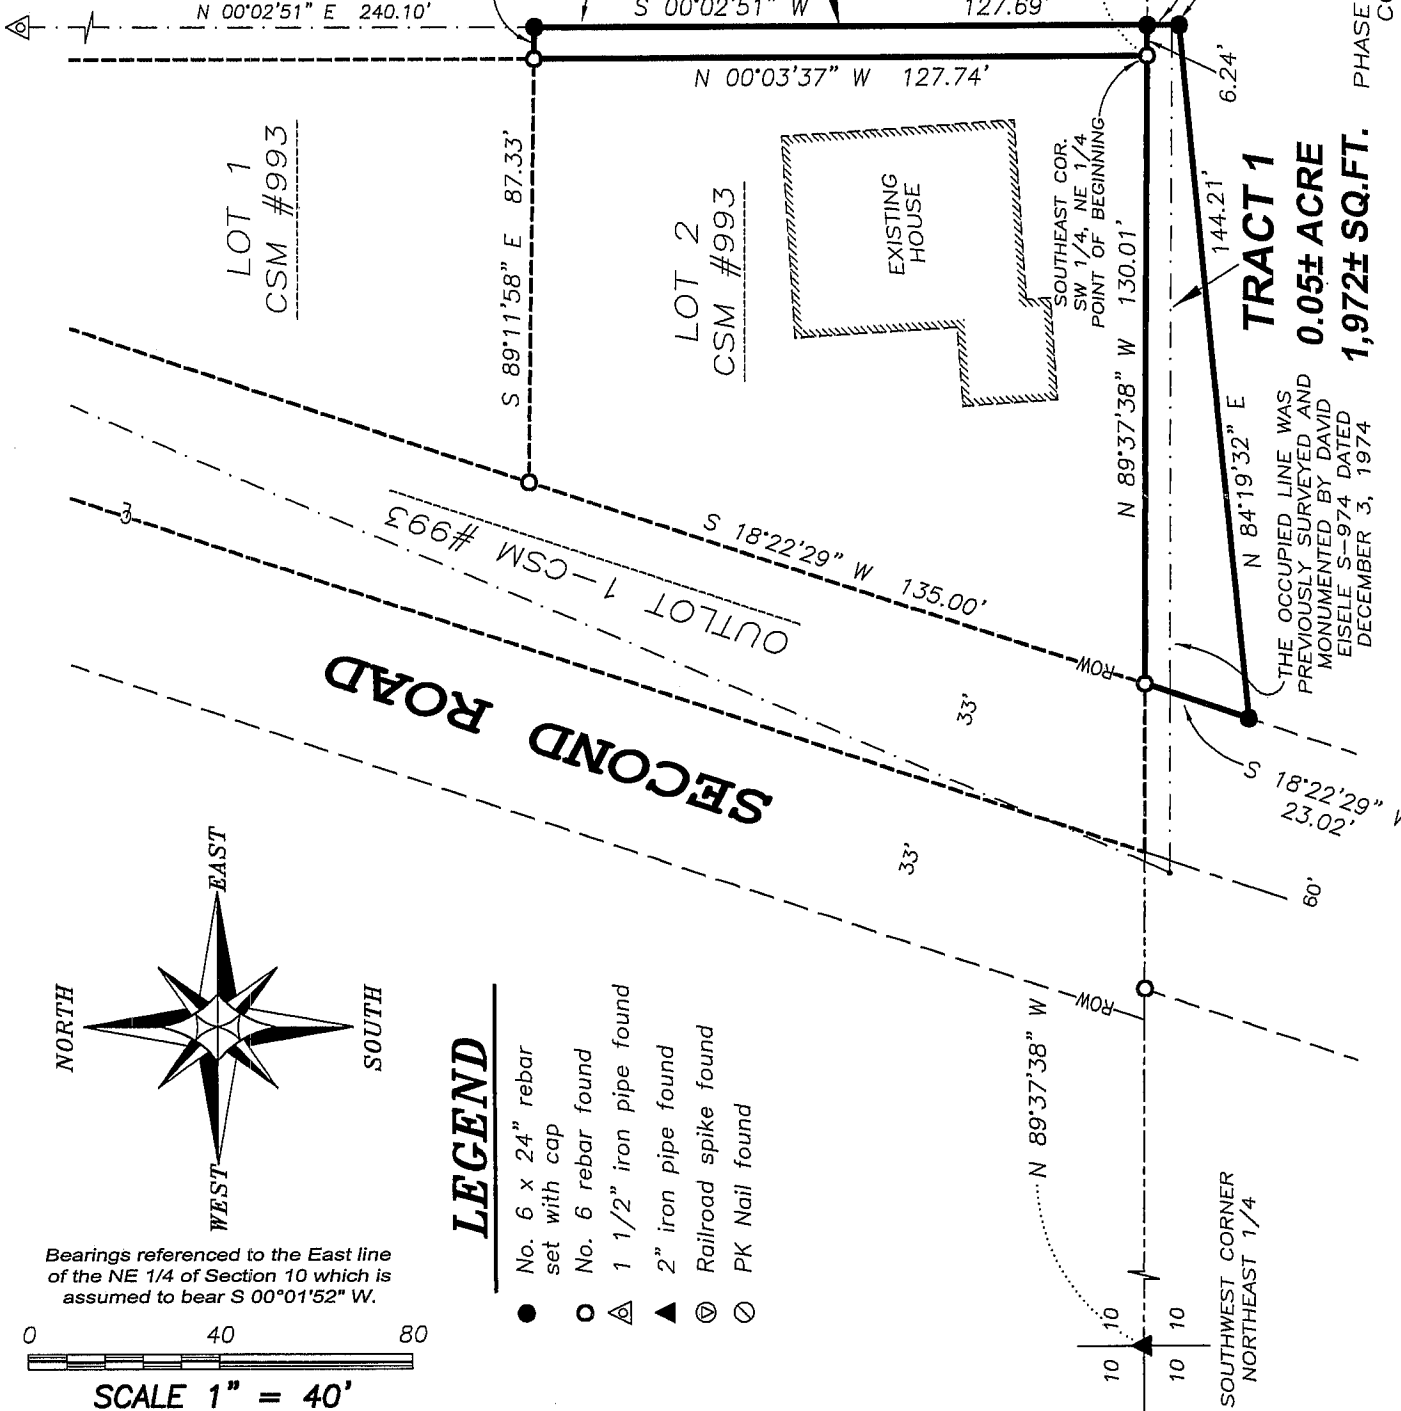 N 00°02'51" E 240.10'
S 00°02'51" W 127.69'
N 00°03'37" W 127.74'
6.24'
PHASE
LOT 1
CSM #993
S 89°11'58" E 87.33'
LOT 2
CSM #993
EXISTING
HOUSE
SOUTHEAST COR.
SW 1/4, NE 1/4
POINT OF BEGINNING
N 89°37'38" W 130.01'
144.21'
N 84°19'32" E
TRACT 1
0.05± ACRE
1,972± SQ.FT.
THE OCCUPIED LINE WAS
PREVIOUSLY SURVEYED AND
MONUMENTED BY DAVID
EISELE S-974 DATED
DECEMBER 3, 1974
OUTLOT 1-CSM #993
S 18°22'29" W 135.00'
ROW
33'
SECOND ROAD
33'
S 18°22'29" W
23.02'
60'
ROW
N 89°37'38" W
EAST
NORTH
SOUTH
WEST
LEGEND
No. 6 x 24" rebar
set with cap
No. 6 rebar found
1 1/2" iron pipe found
2" iron pipe found
Railroad spike found
PK Nail found
Bearings referenced to the East line
of the NE 1/4 of Section 10 which is
assumed to bear S 00°01'52" W.
0 40 80
SCALE 1" = 40'
10 10
10 10
SOUTHWEST CORNER
NORTHEAST 1/4